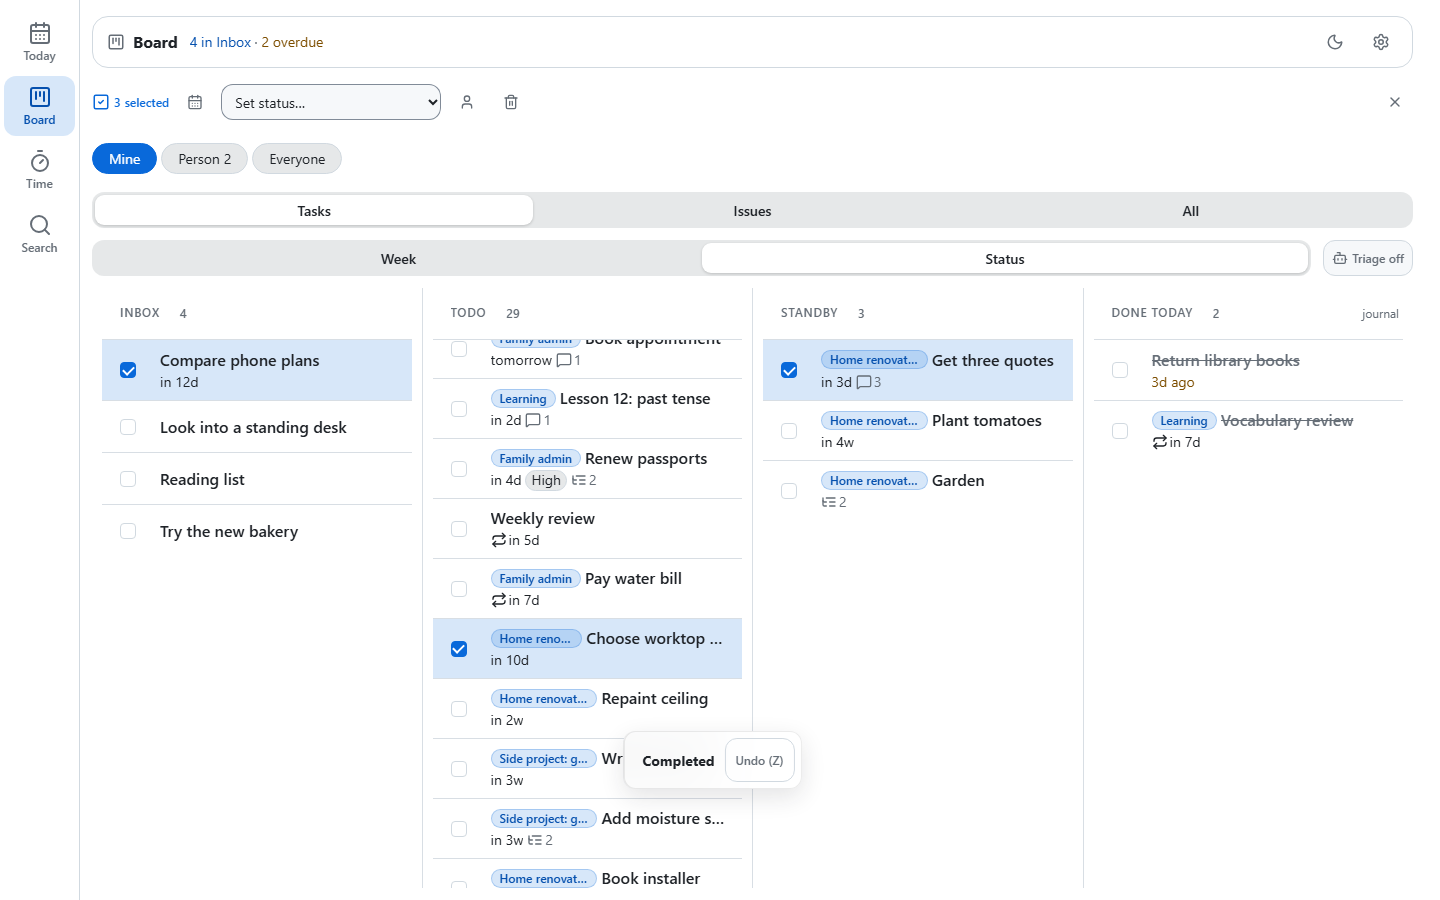 Today
Board
Time
Search
Board 4 in Inbox · 2 overdue
3 selected Set status...
Mine Person 2 Everyone
Tasks Issues All
Week Status Triage off
INBOX 4
Compare phone plans
in 12d
Look into a standing desk
Reading list
Try the new bakery
TODO 29
Family admin Book appointment
tomorrow 1
Learning Lesson 12: past tense
in 2d 1
Family admin Renew passports
in 4d High 2
Weekly review
in 5d
Family admin Pay water bill
in 7d
Home reno... Choose worktop ...
in 10d
Home renovat... Repaint ceiling
in 2w
Side project: g... Wr
in 3w
Side project: g... Add moisture s...
in 3w 2
Home renovat... Book installer
STANDBY 3
Home renovat... Get three quotes
in 3d 3
Home renovat... Plant tomatoes
in 4w
Home renovat... Garden
2
DONE TODAY 2 journal
Return library books
3d ago
Learning Vocabulary review
in 7d
Completed Undo (Z)